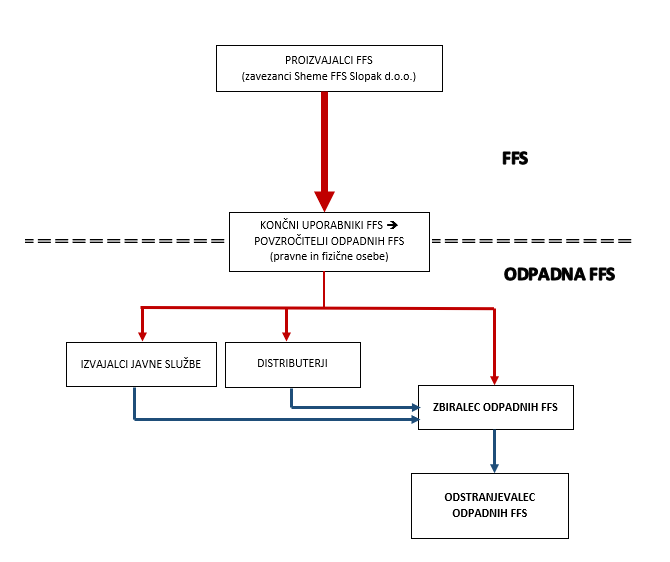 PROIZVAJALCI FFS
(zavezanci Sheme FFS Slopak d.o.o.)
FFS
KONČNI UPORABNIKI FFS ➔
POVZROČITELJI ODPADNIH FFS
(pravne in fizične osebe)
ODPADNA FFS
IZVAJALCI JAVNE SLUŽBE
DISTRIBUTERJI
ZBIRALEC ODPADNIH FFS
ODSTRANJEVALEC
ODPADNIH FFS